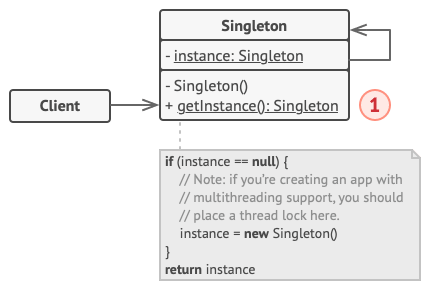 Singleton
- instance: Singleton
- Singleton()
+ getInstance(): Singleton
Client
1
if (instance == null) {
// Note: if you're creating an app with
// multithreading support, you should
// place a thread lock here.
instance = new Singleton()
}
return instance